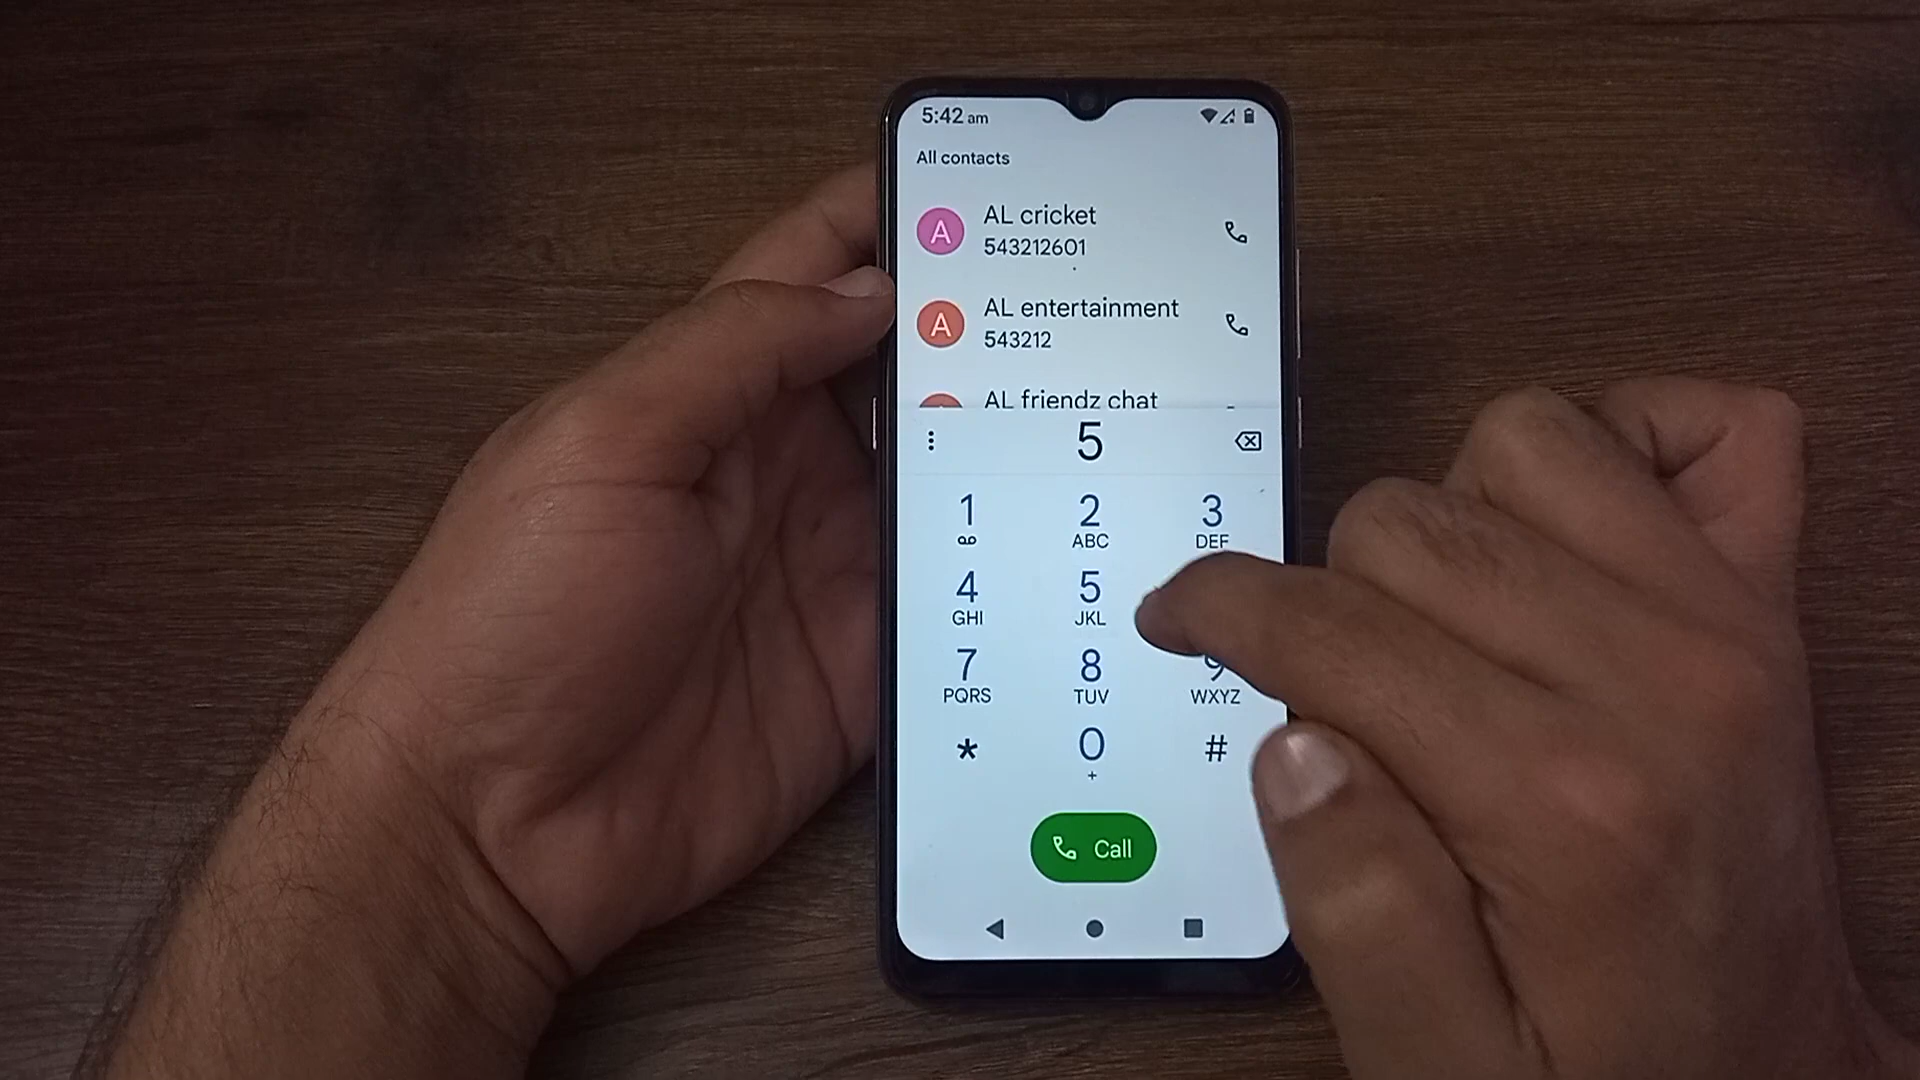 5:42 am
All contacts
A
AL cricket
543212601
A
AL entertainment
543212
AL friendz chat
5
1
2
ABC
3
DEF
4
GHI
5
JKL
7
PQRS
8
TUV
9
WXYZ
*
0
+
#
Call